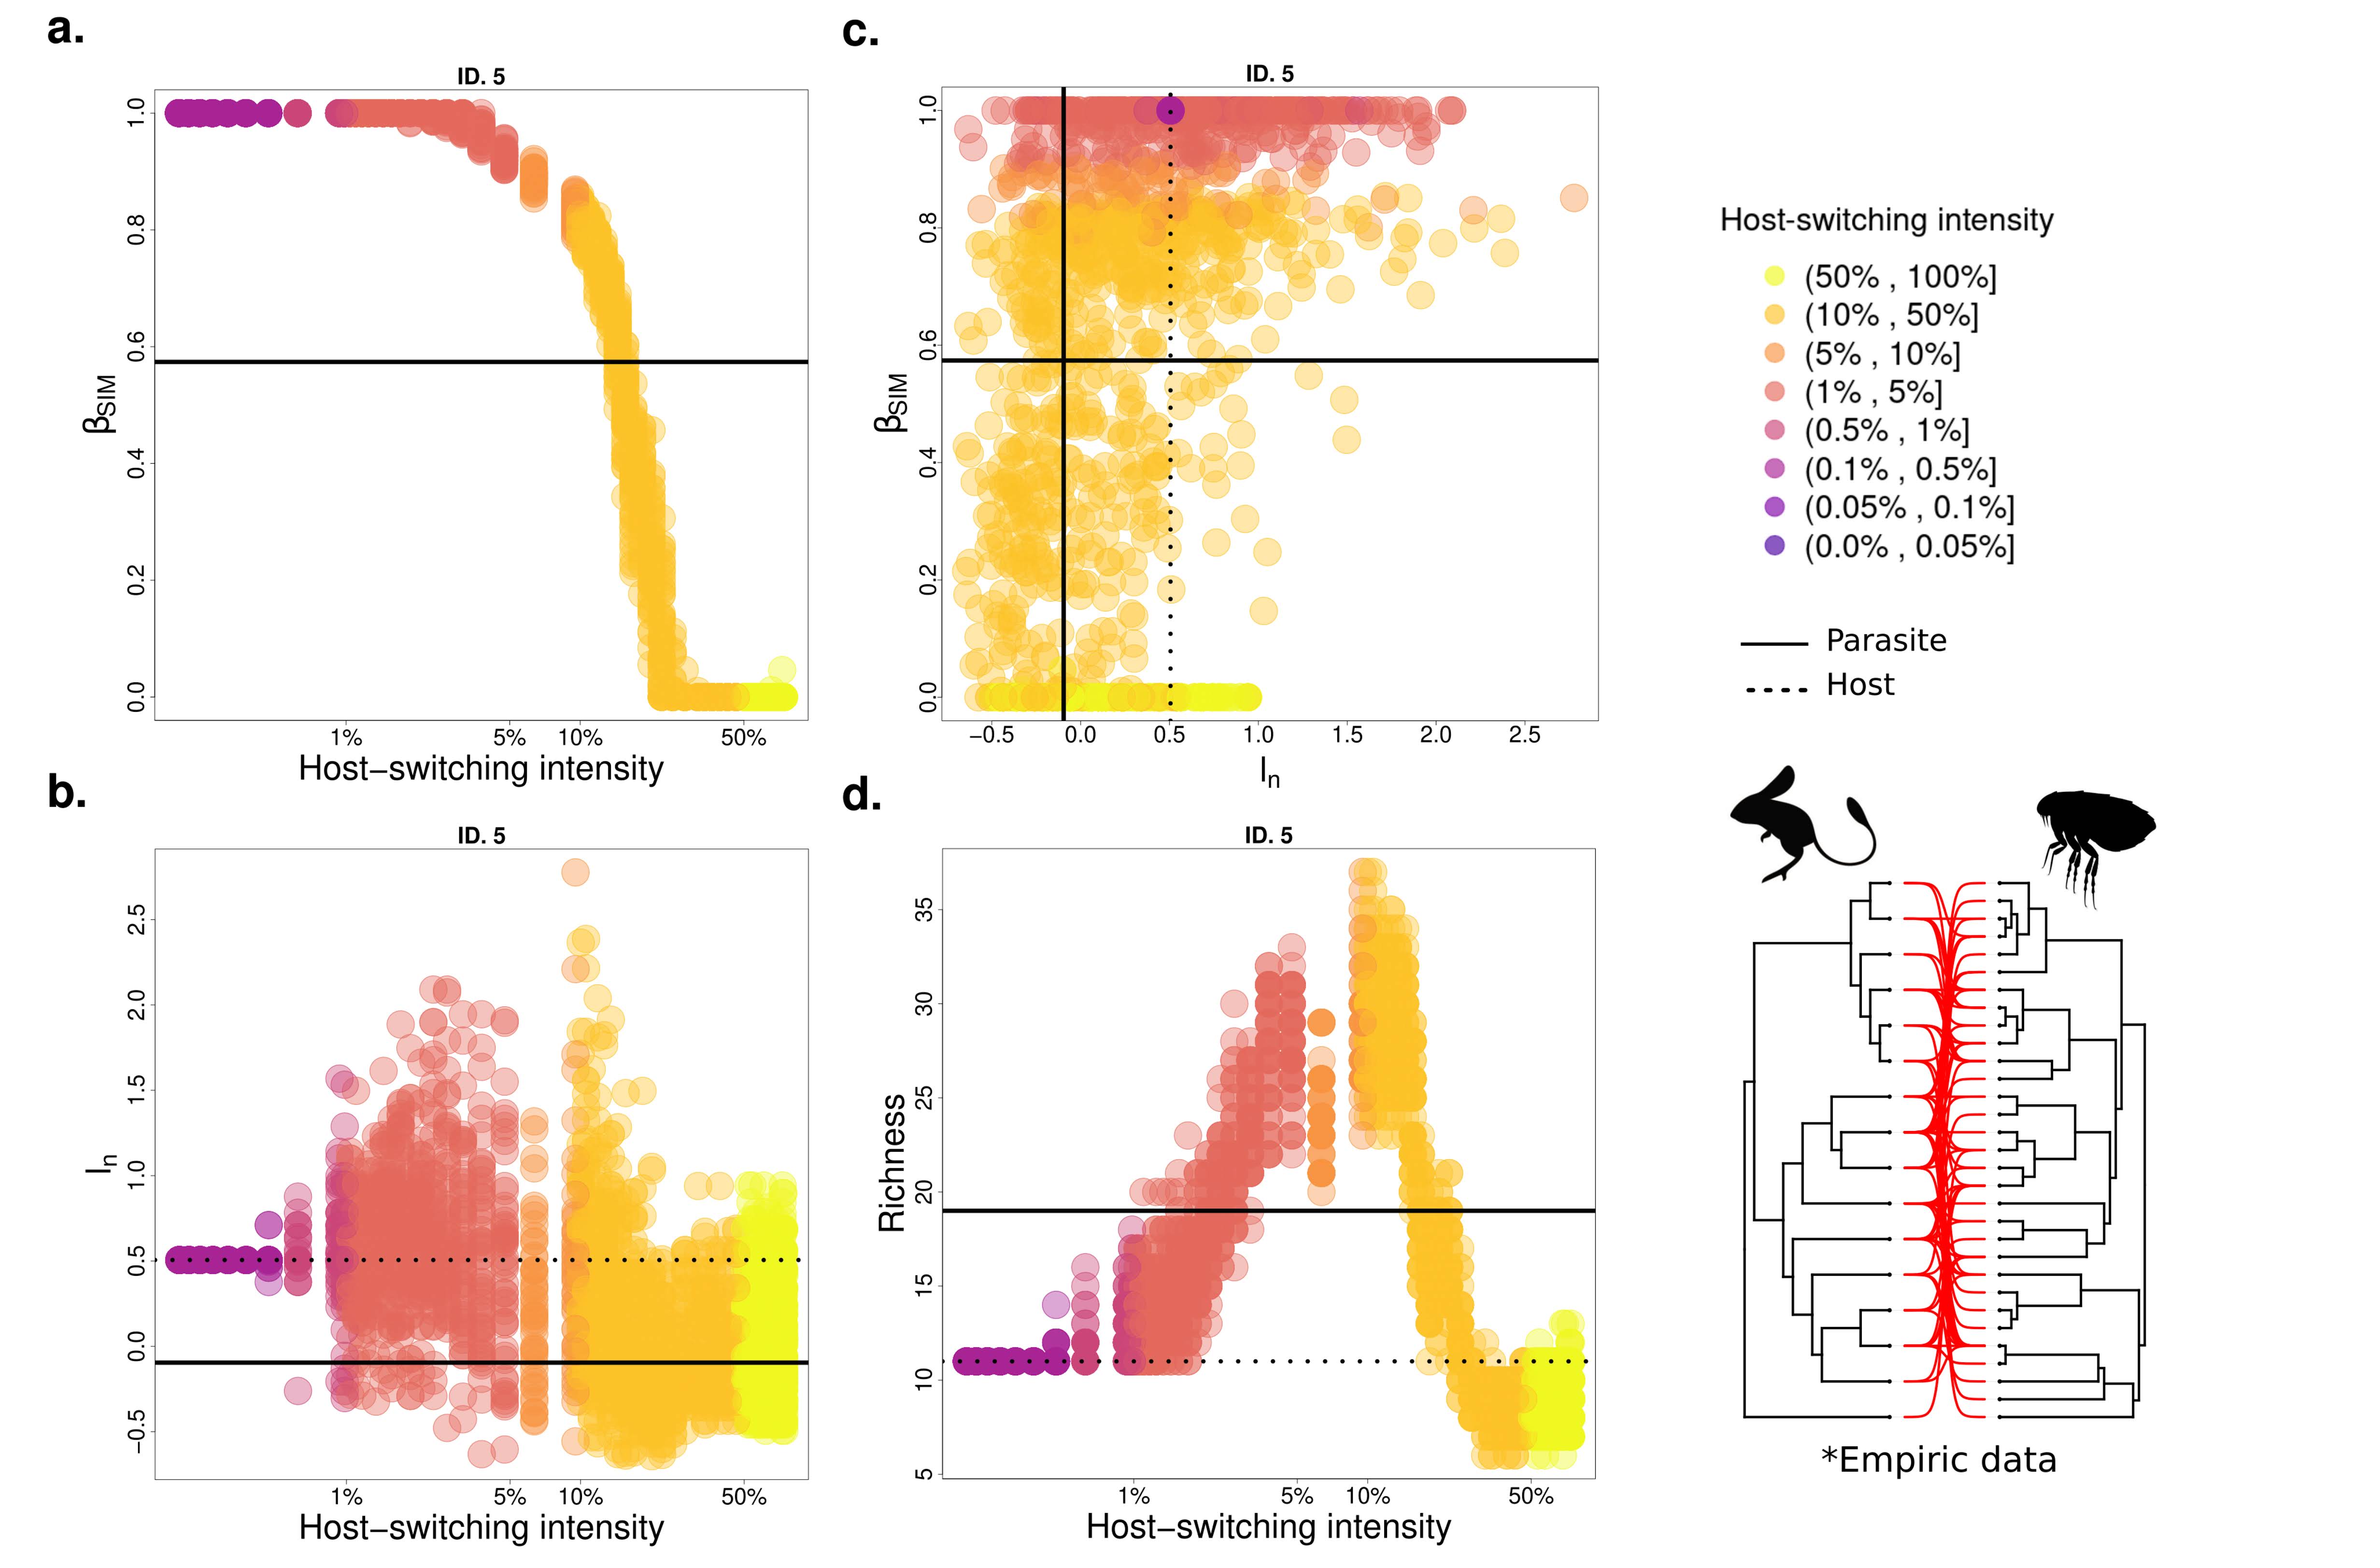 a.
ID. 5
βSIM
1.0
0.8
0.6
0.4
0.2
0.0
1%
5%
10%
50%
Host−switching intensity
c.
ID. 5
βSIM
1.0
0.8
0.6
0.4
0.2
0.0
−0.5
0.0
0.5
1.0
1.5
2.0
2.5
In
Host-switching intensity
(50% , 100%]
(10% , 50%]
(5% , 10%]
(1% , 5%]
(0.5% , 1%]
(0.1% , 0.5%]
(0.05% , 0.1%]
(0.0% , 0.05%]
Parasite
Host
b.
ID. 5
In
2.5
2.0
1.5
1.0
0.5
0.0
−0.5
1%
5%
10%
50%
Host−switching intensity
d.
ID. 5
Richness
35
30
25
20
15
10
5
1%
5%
10%
50%
Host−switching intensity
*Empiric data